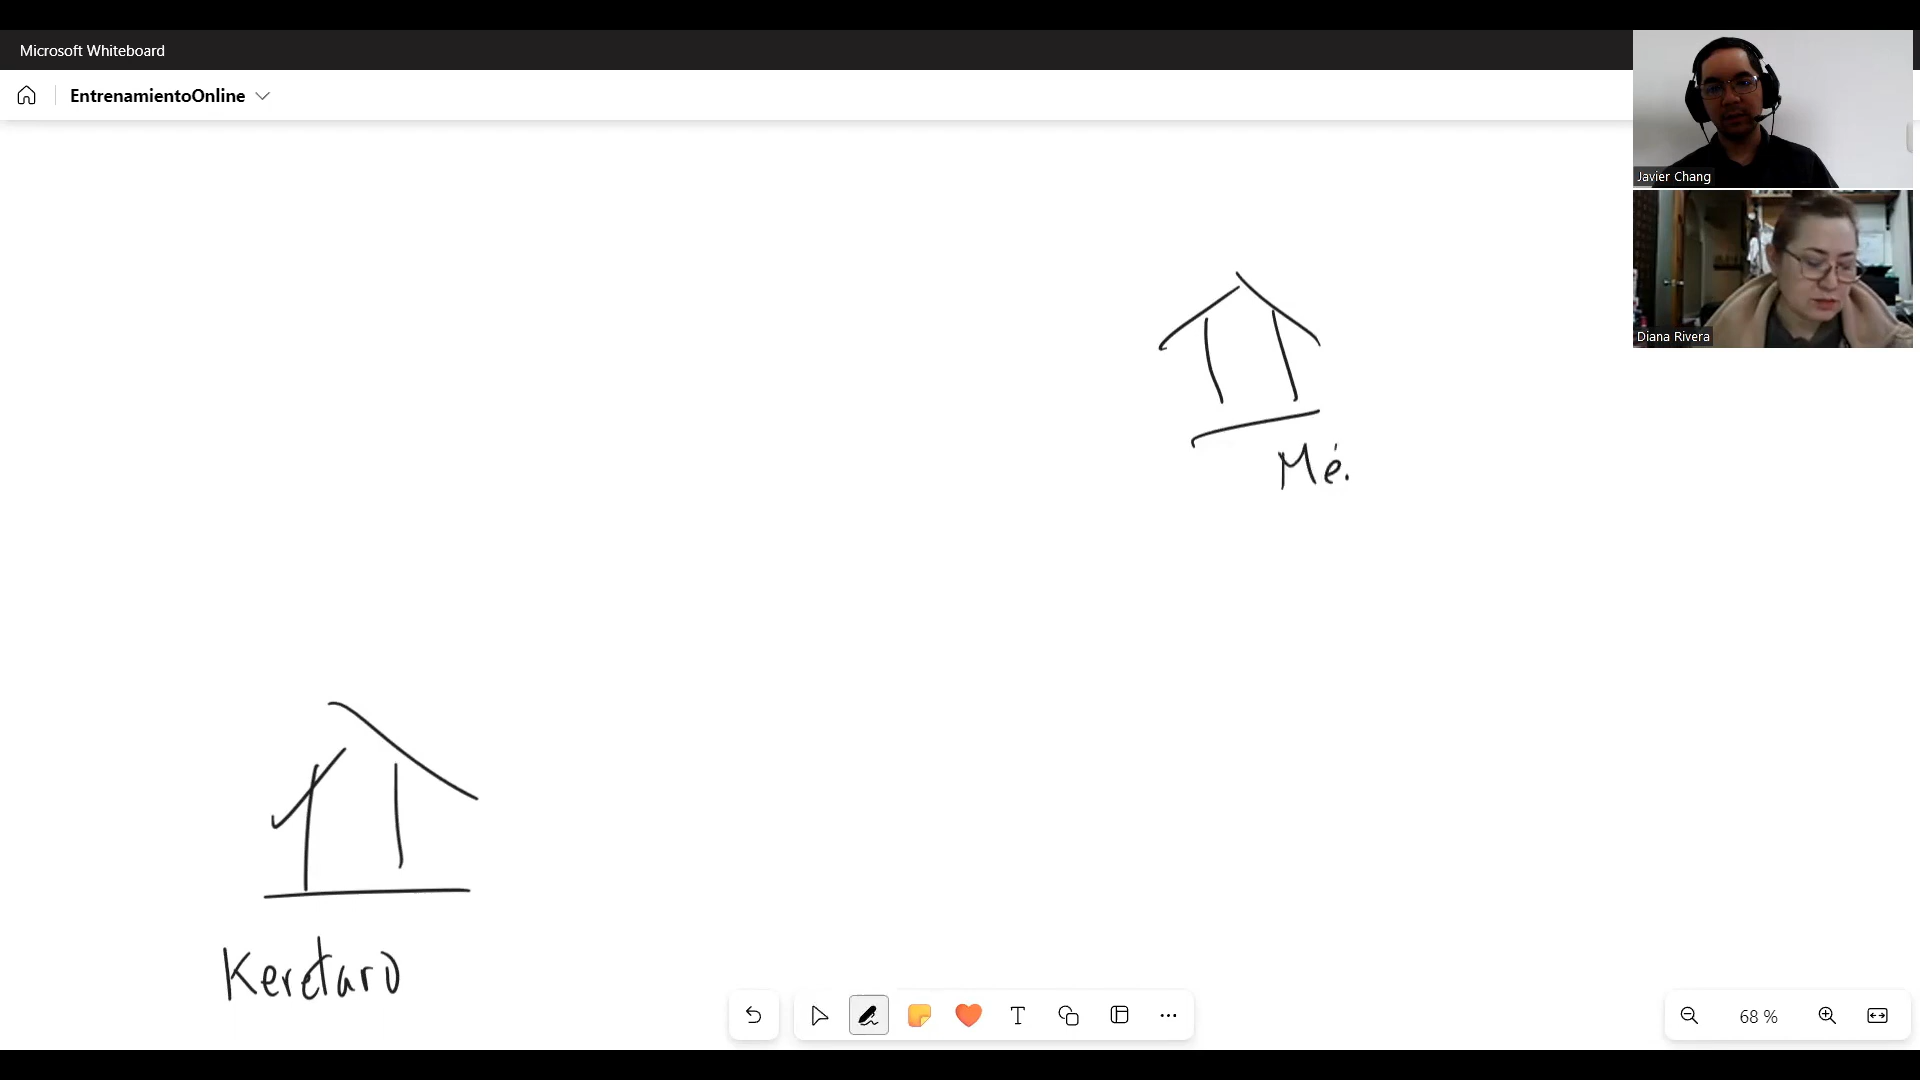 Microsoft Whiteboard
EntrenamientoOnline
Javier Chang
Diana Rivera
Mé.
Keretaro
68 %